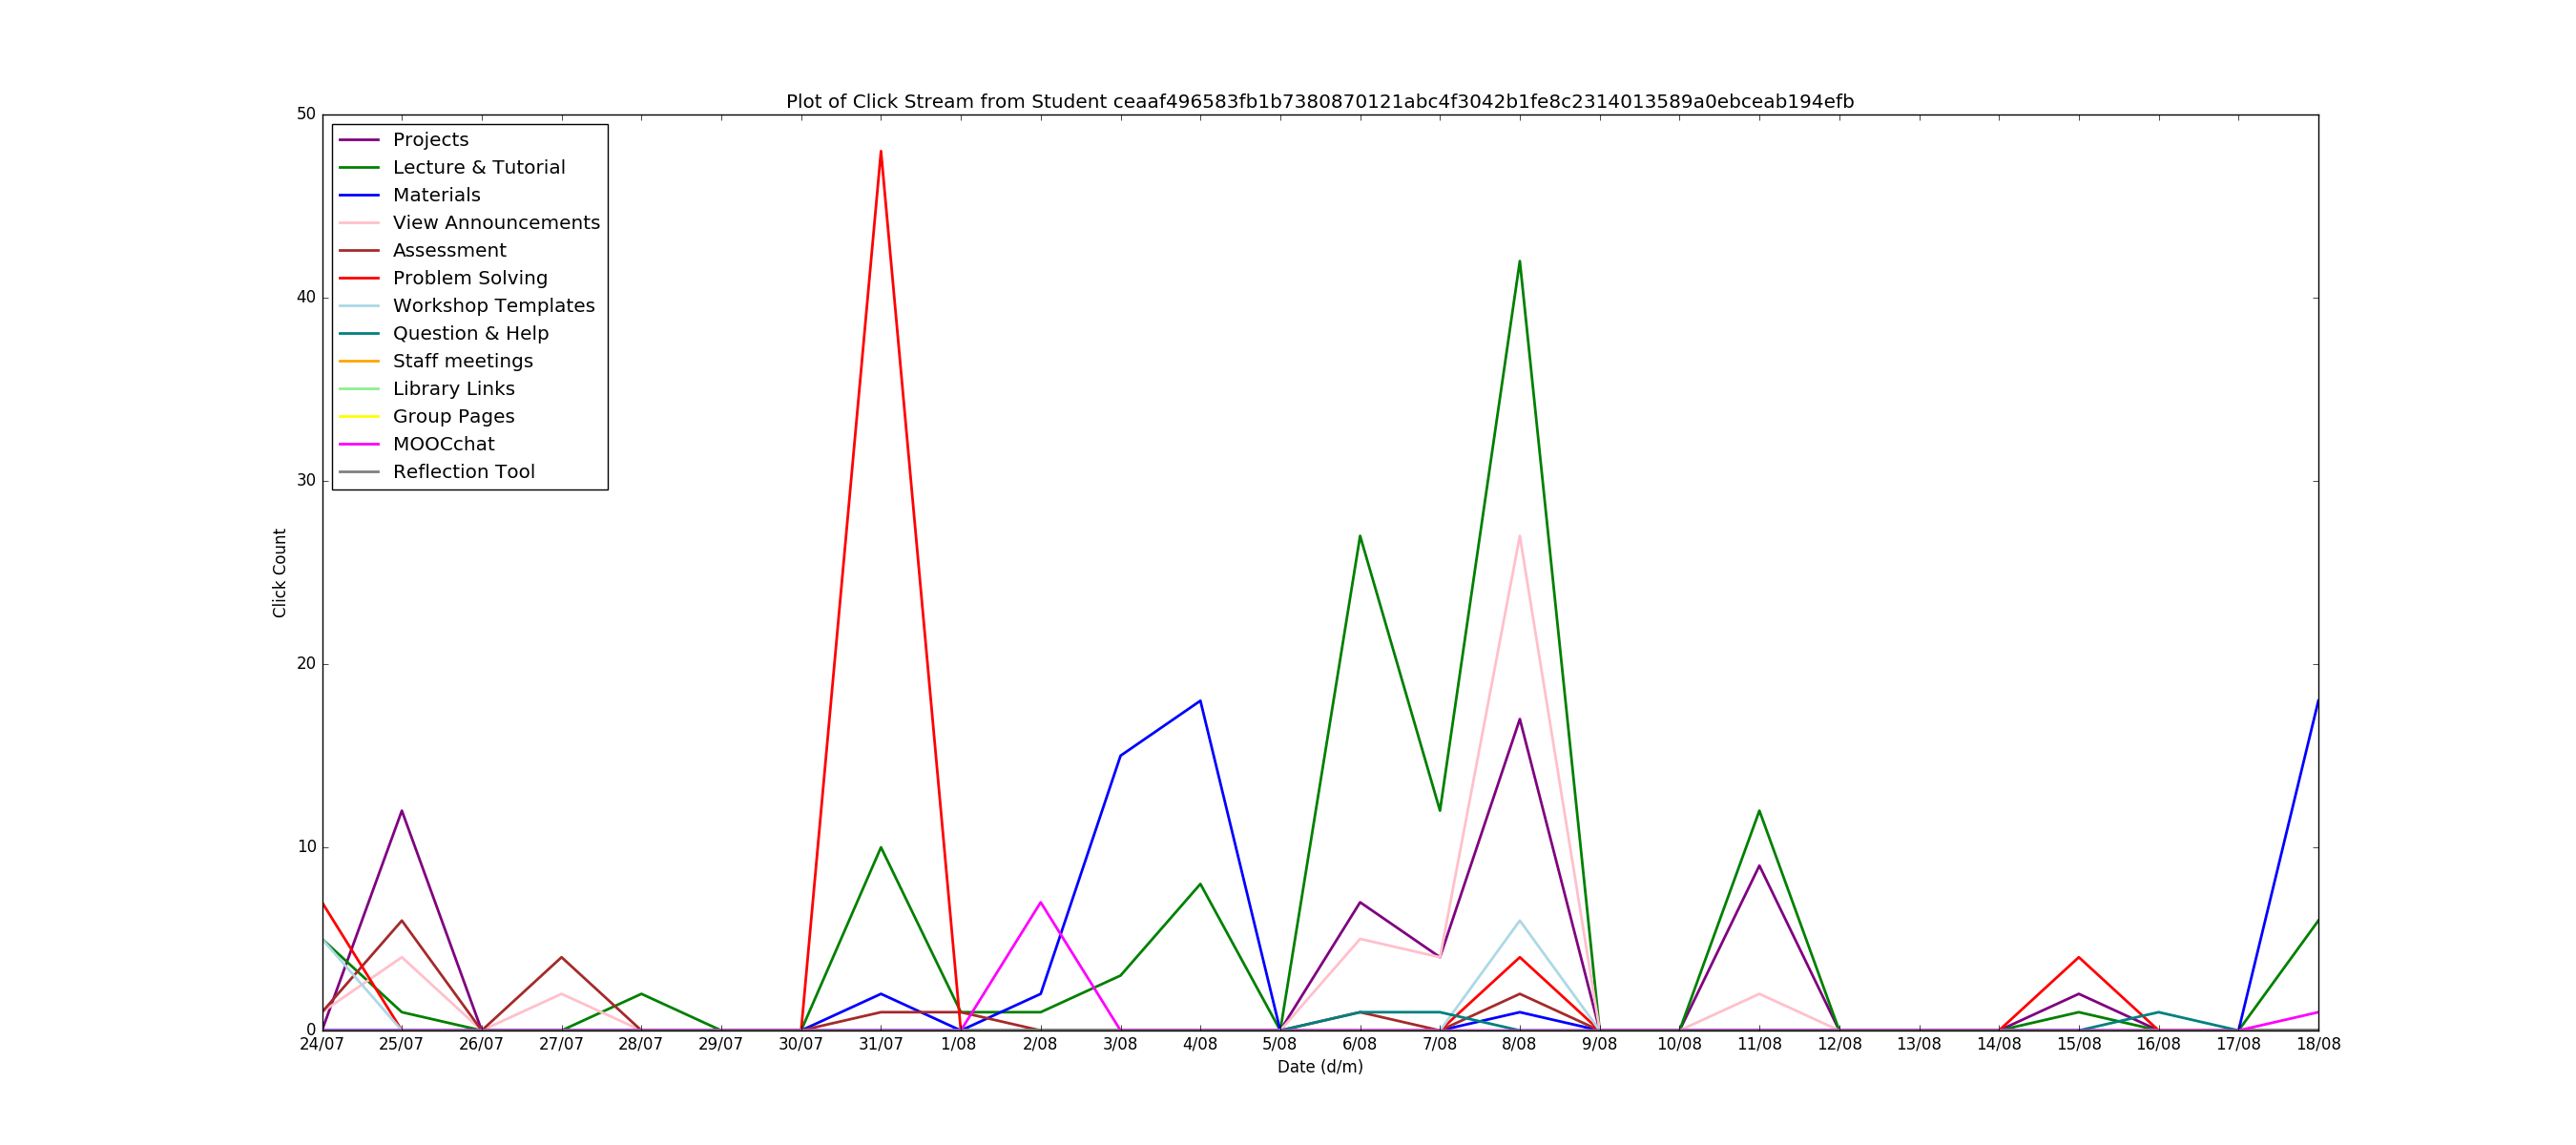 Plot of Click Stream from Student ceaaf496583fb1b7380870121abc4f3042b1fe8c2314013589a0ebceab194efb
50
40
30
20
10
0
Click Count
Projects
Lecture & Tutorial
Materials
View Announcements
Assessment
Problem Solving
Workshop Templates
Question & Help
Staff meetings
Library Links
Group Pages
MOOCchat
Reflection Tool
24/07 25/07 26/07 27/07 28/07 29/07 30/07 31/07 1/08 2/08 3/08 4/08 5/08 6/08 7/08 8/08 9/08 10/08 11/08 12/08 13/08 14/08 15/08 16/08 17/08 18/08
Date (d/m)